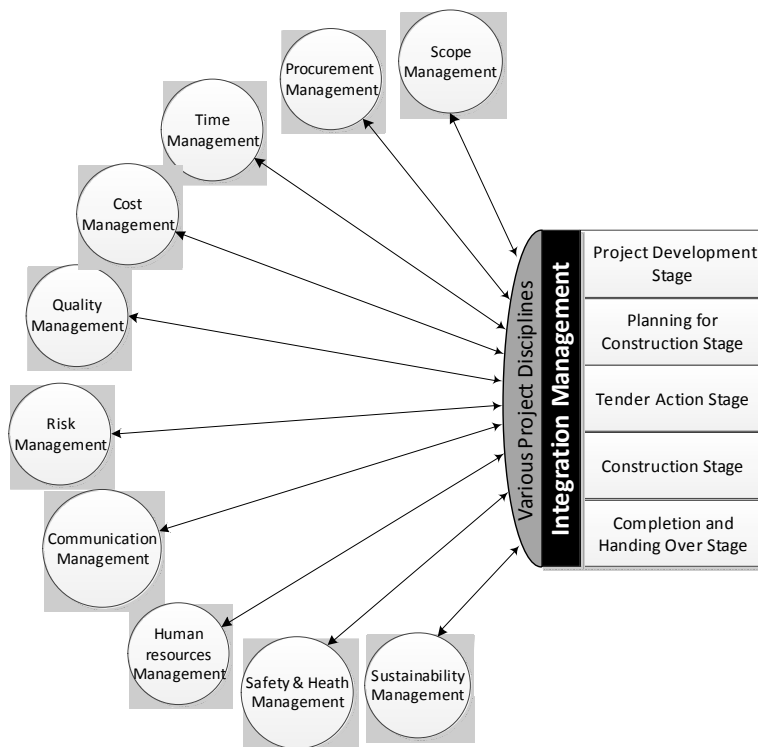 Scope
Management
Procurement
Management
Time
Management
Cost
Management
Quality
Management
Risk
Management
Communication
Management
Human
resources
Management
Safety & Heath
Management
Sustainability
Management
Various Project Disciplines
Integration Management
Project Development
Stage
Planning for
Construction Stage
Tender Action Stage
Construction Stage
Completion and
Handing Over Stage